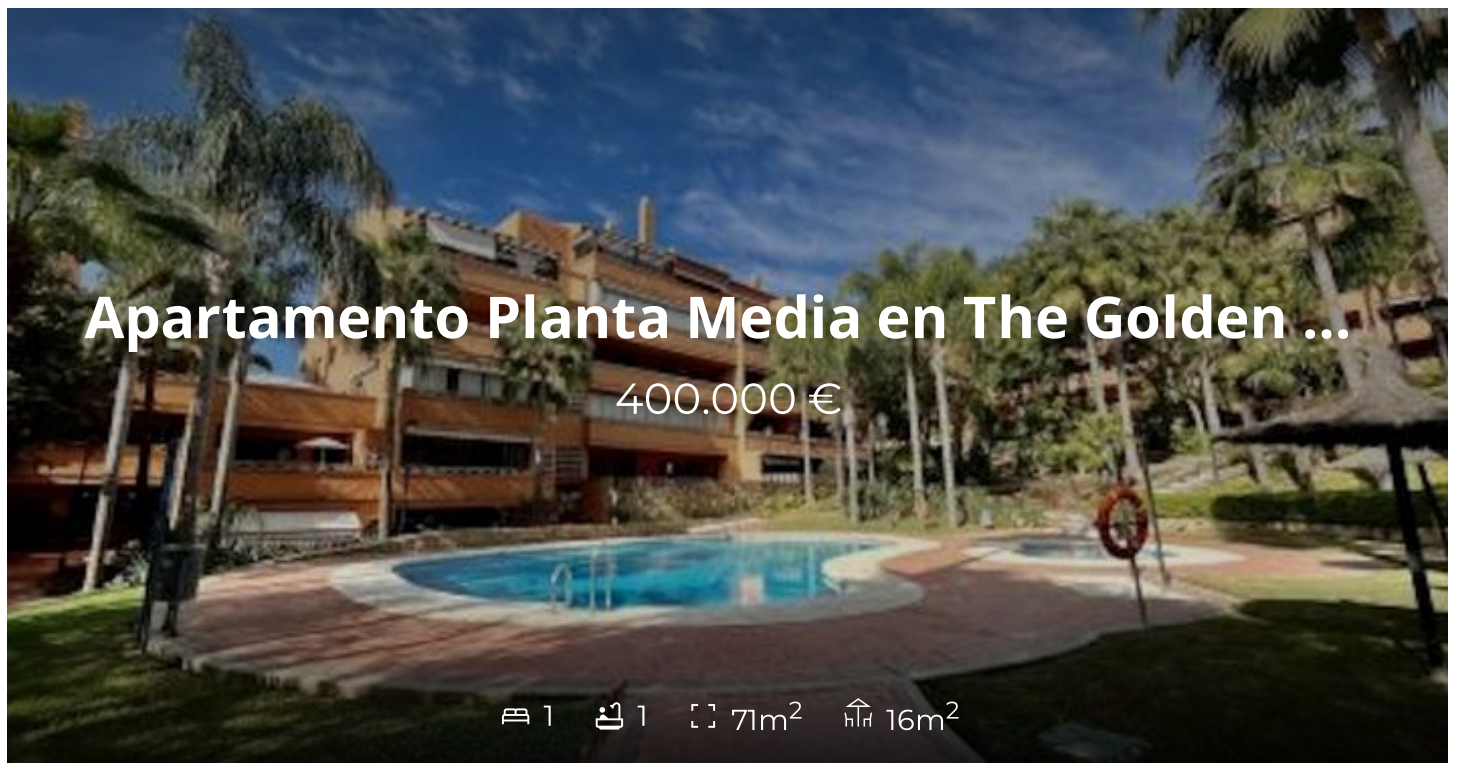 Apartamento Planta Media en The Golden ...
400.000 €
1 1 71m² 16m²